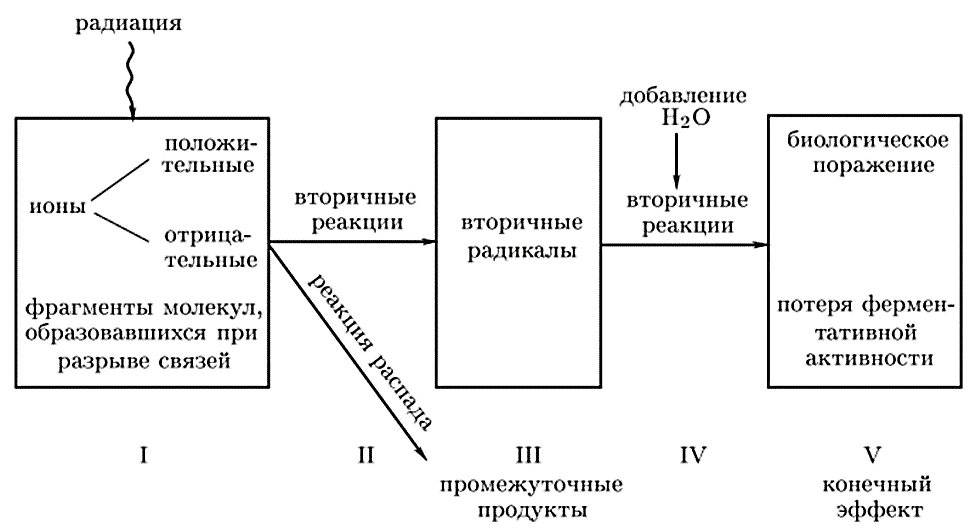 радиация
положи-
тельные
ионы
отрица-
тельные
фрагменты молекул,
образовавшихся при
разрыве связей
вторичные
реакции
реакция распада
вторичные
радикалы
добавление
H₂O
вторичные
реакции
биологическое
поражение
потеря фермен-
тативной
активности
I
II
III
IV
V
промежуточные
продукты
конечный
эффект